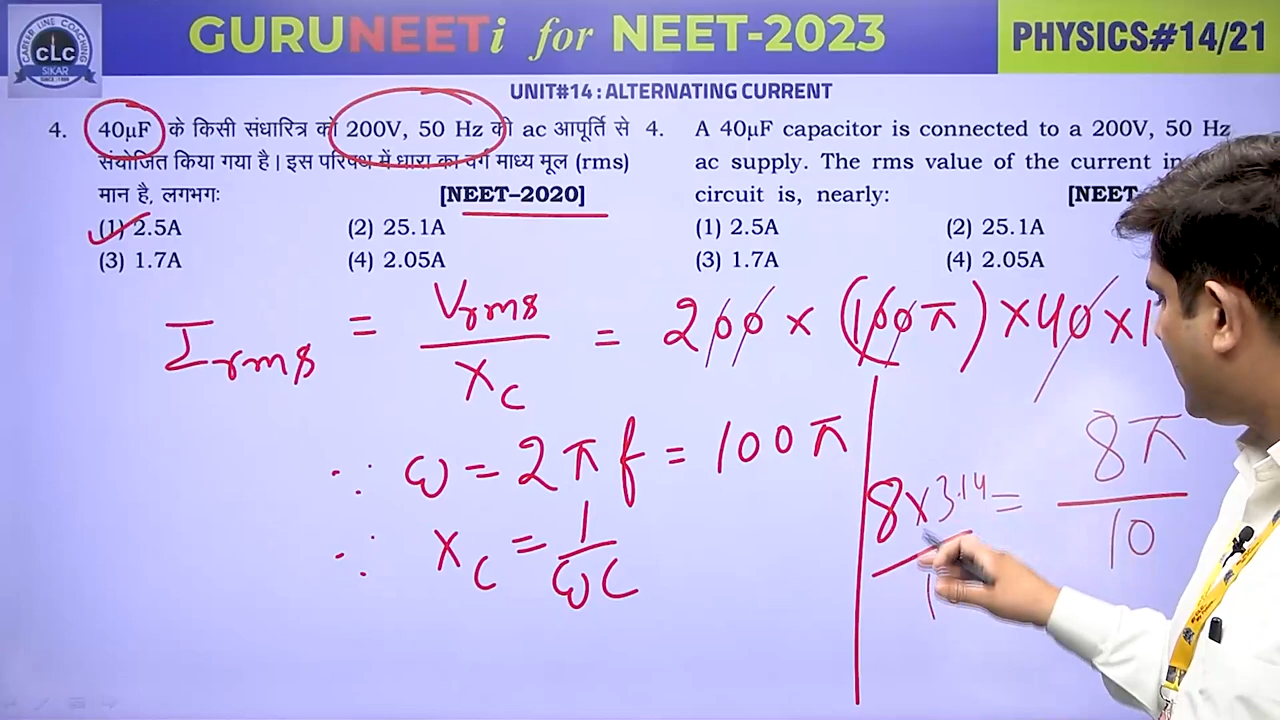 CAREER LINE COACHING
CLC
SIKAR
GURUNEETi for NEET-2023
PHYSICS#14/21
UNIT#14 : ALTERNATING CURRENT
4. 40µF के किसी संधारित्र को 200V, 50 Hz की ac आपूर्ति से
संयोजित किया गया है। इस परिपथ में धारा का वर्ग माध्य मूल (rms)
मान है, लगभगः [NEET–2020]
(1) 2.5A (2) 25.1A
(3) 1.7A (4) 2.05A
4. A 40µF capacitor is connected to a 200V, 50 Hz
ac supply. The rms value of the current in
circuit is, nearly: [NEET-
(1) 2.5A (2) 25.1A
(3) 1.7A (4) 2.05A
Irms = Vrms / Xc = 200 × (100π) × 40 × 1
∵ ω = 2πf = 100π
∵ Xc = 1 / ωC
8×3.14 / 1 = 8π / 10